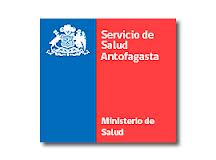 Servicio de
Salud
Antofagasta
Ministerio de
Salud